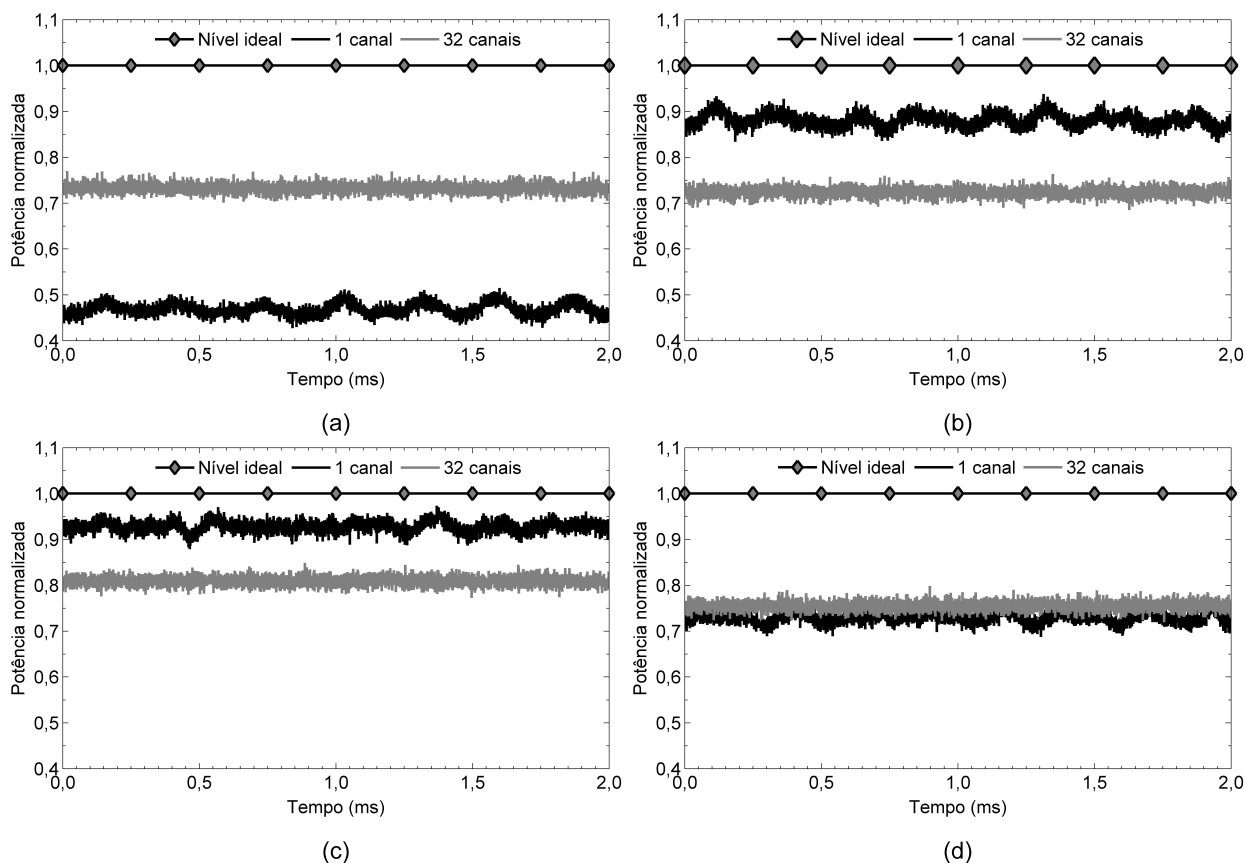 1,1
Nível ideal 1 canal 32 canais
1,0
0,9
0,8
0,7
0,6
0,5
0,4
0,0 0,5 1,0 1,5 2,0
Potência normalizada
Tempo (ms)
(a)
1,1
Nível ideal 1 canal 32 canais
1,0
0,9
0,8
0,7
0,6
0,5
0,4
0,0 0,5 1,0 1,5 2,0
Potência normalizada
Tempo (ms)
(b)
1,1
Nível ideal 1 canal 32 canais
1,0
0,9
0,8
0,7
0,6
0,5
0,4
0,0 0,5 1,0 1,5 2,0
Potência normalizada
Tempo (ms)
(c)
1,1
Nível ideal 1 canal 32 canais
1,0
0,9
0,8
0,7
0,6
0,5
0,4
0,0 0,5 1,0 1,5 2,0
Potência normalizada
Tempo (ms)
(d)